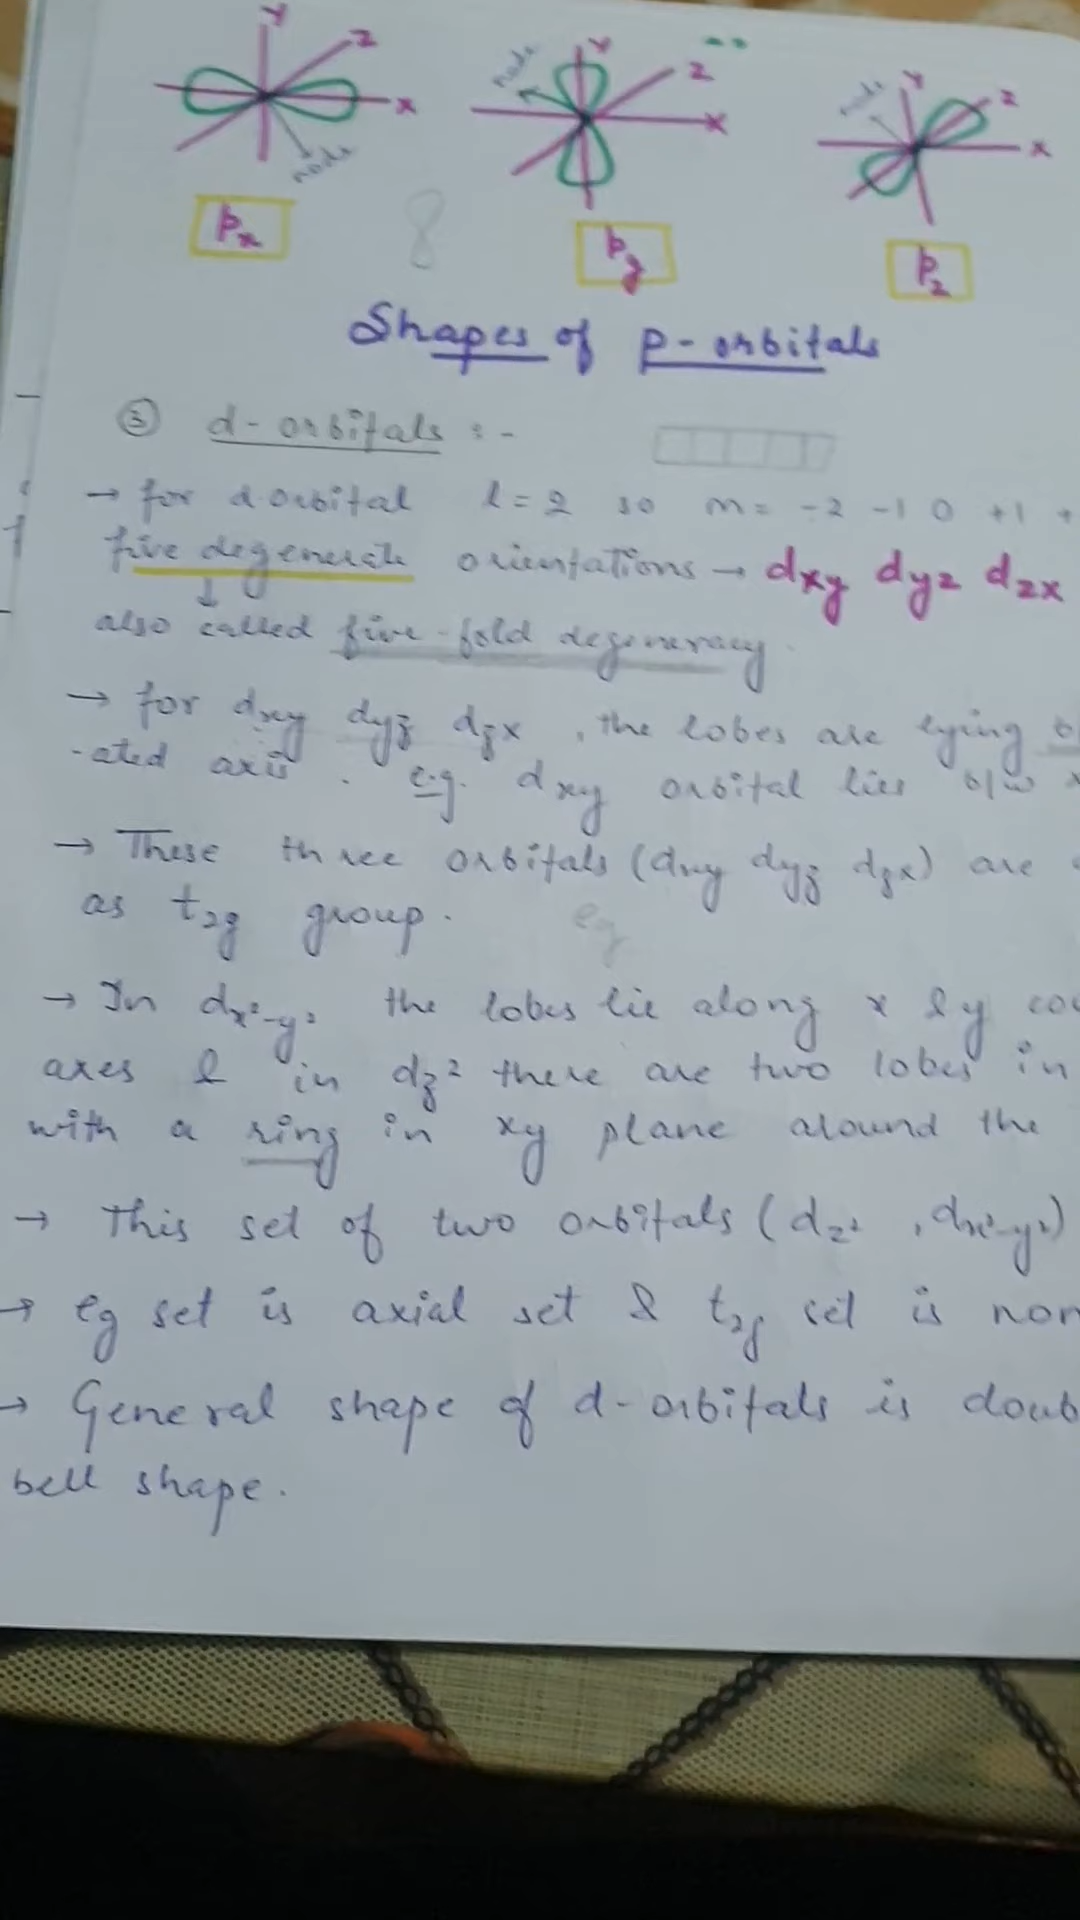 Y Z X node
node Y Z X
Y Z X
px
py
pz
Shapes of p-orbitals
③ d-orbitals :-
→ for d orbital l = 2 so m = -2 -1 0 +1 +
five degenerate orientations → dxy dyz dzx
also called five-fold degeneracy.
→ for dxy dyz dzx, the lobes are lying
-ated axis. e.g. dxy orbital lies b/w
→ These three orbitals (dxy dyz dzx) are
as t2g group. eg
→ In dx²-y² the lobes lie along x & y
axes & in dz² there are two lobes in
with a ring in xy plane around the
→ This set of two orbitals (dz², dx²-y²)
→ eg set is axial set & t2g set is non
→ General shape of d-orbitals is doub
bell shape.